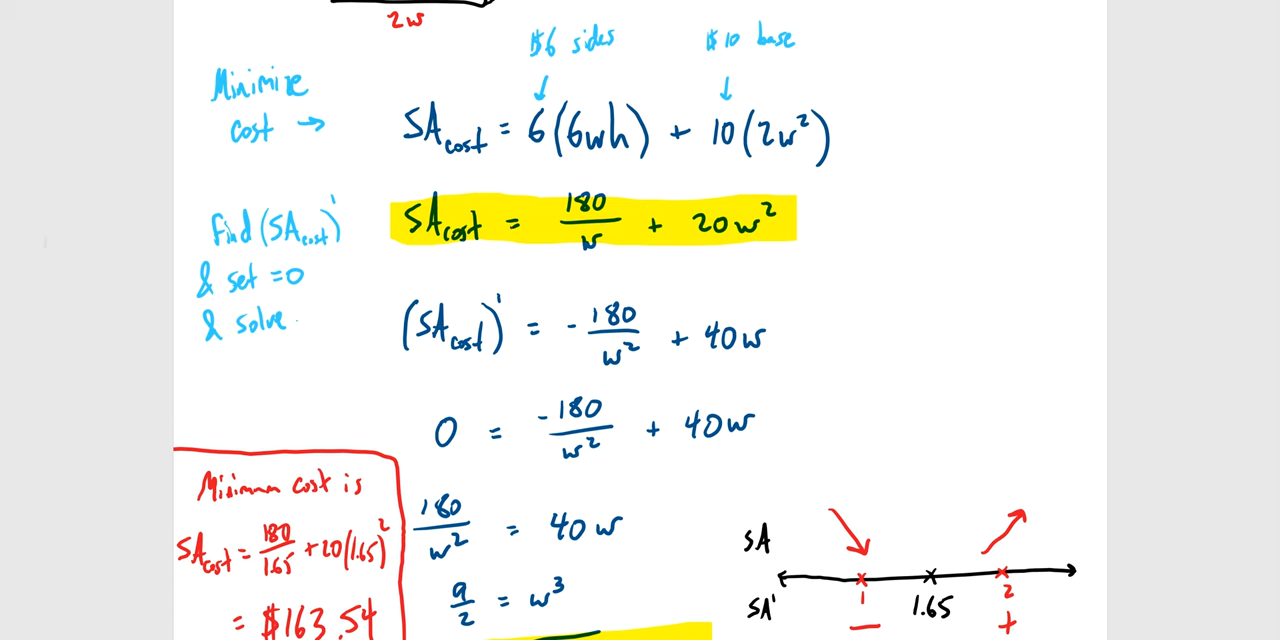 2w
$6 sides
$10 base
Minimize
cost →
SA_cost = 6(6wh) + 10(2w²)
find (SA_cost)'
& set = 0
& solve.
SA_cost = 180/w + 20w²
(SA_cost)' = -180/w² + 40w
0 = -180/w² + 40w
180/w² = 40w
9/2 = w³
Minimum cost is
SA_cost = 180/1.65 + 20(1.65)²
= $163.54
SA
SA'
1
1.65
2
— +